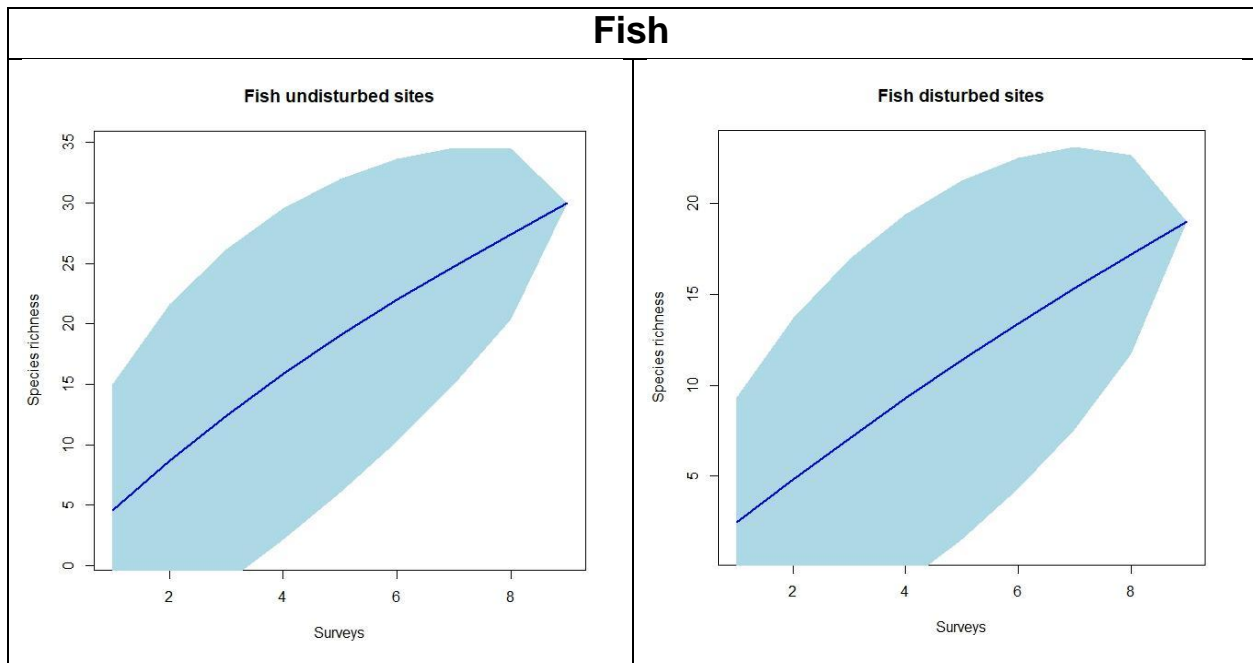 Fish
Fish undisturbed sites
Species richness
35
30
25
20
15
10
5
0
2 4 6 8
Surveys
Fish disturbed sites
Species richness
20
15
10
5
2 4 6 8
Surveys